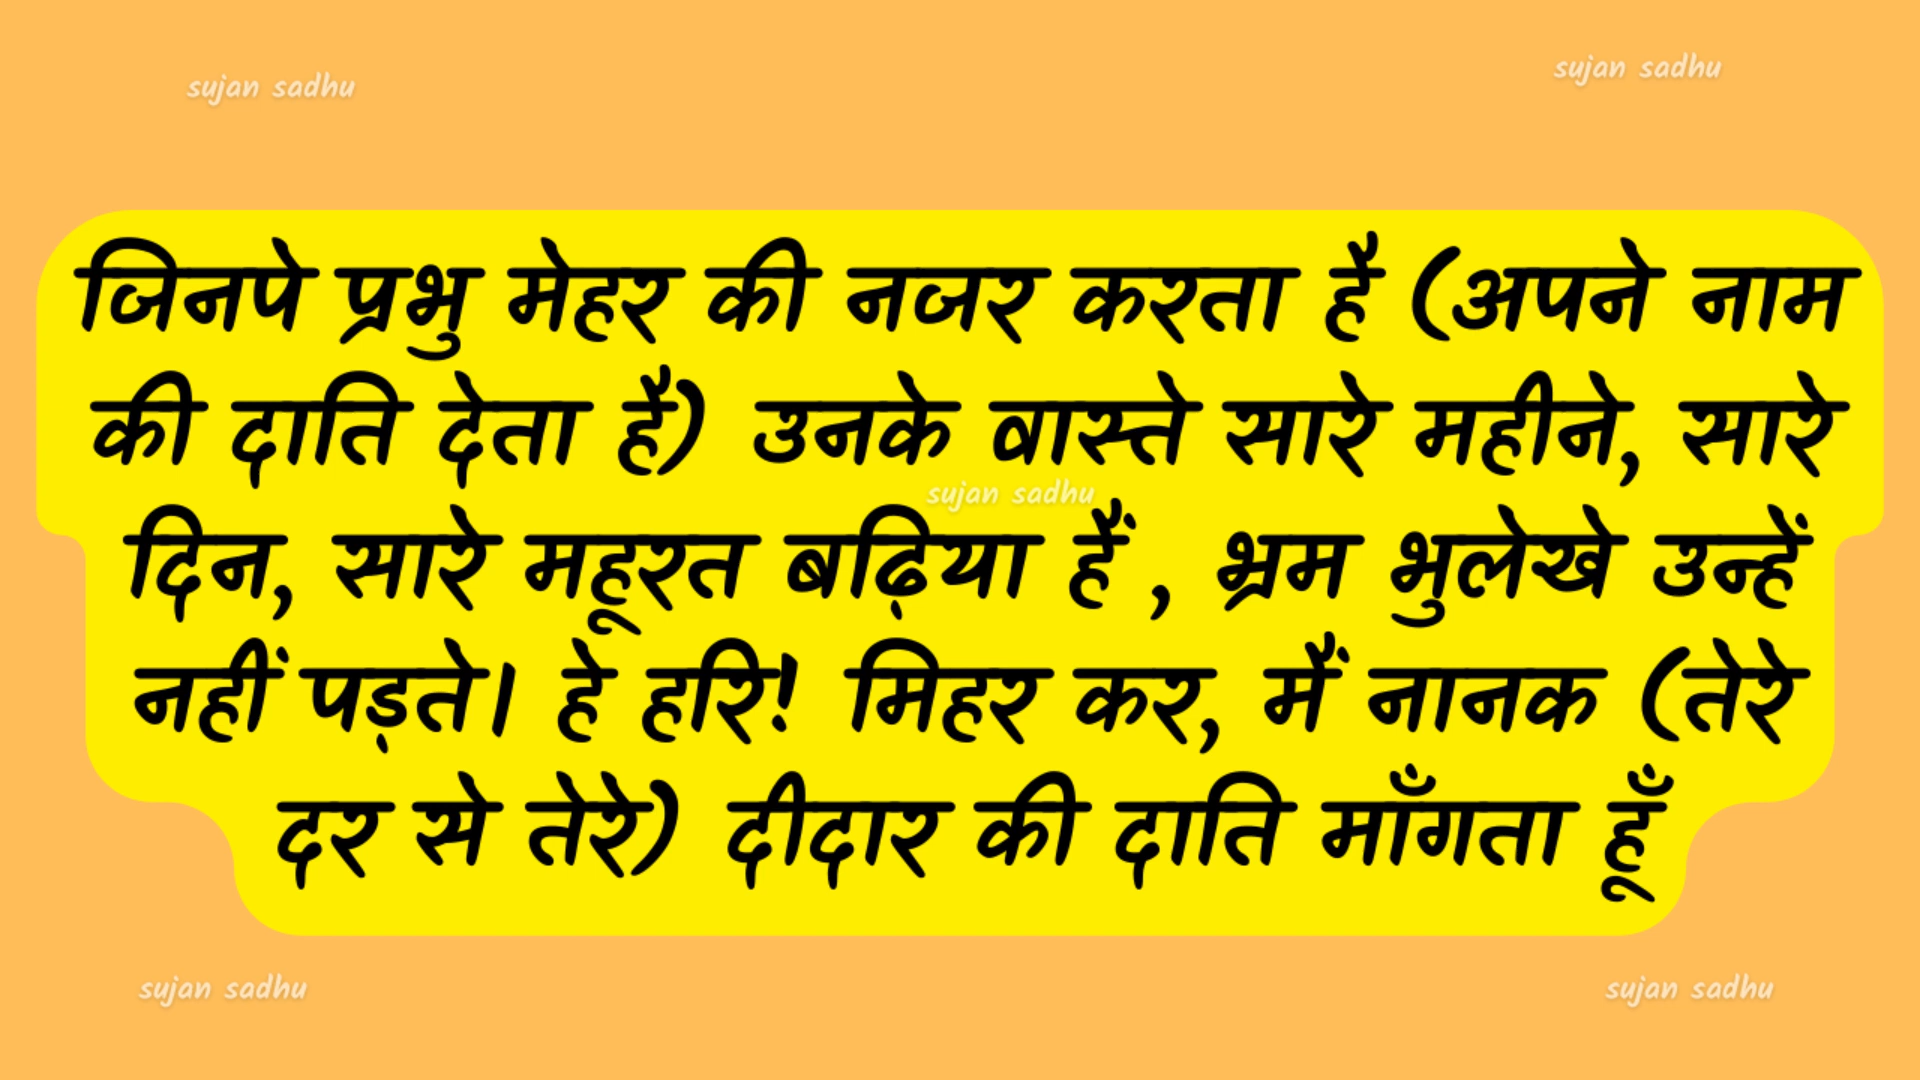 sujan sadhu
sujan sadhu
जिनपे प्रभु मेहर की नजर करता है (अपने नाम
की दाति देता है) उनके वास्ते सारे महीने, सारे
sujan sadhu
दिन, सारे महूरत बढ़िया हैं , भ्रम भुलेखे उन्हें
नहीं पड़ते। हे हरि! मिहर कर, मैं नानक (तेरे
दर से तेरे) दीदार की दाति माँगता हूँ
sujan sadhu
sujan sadhu